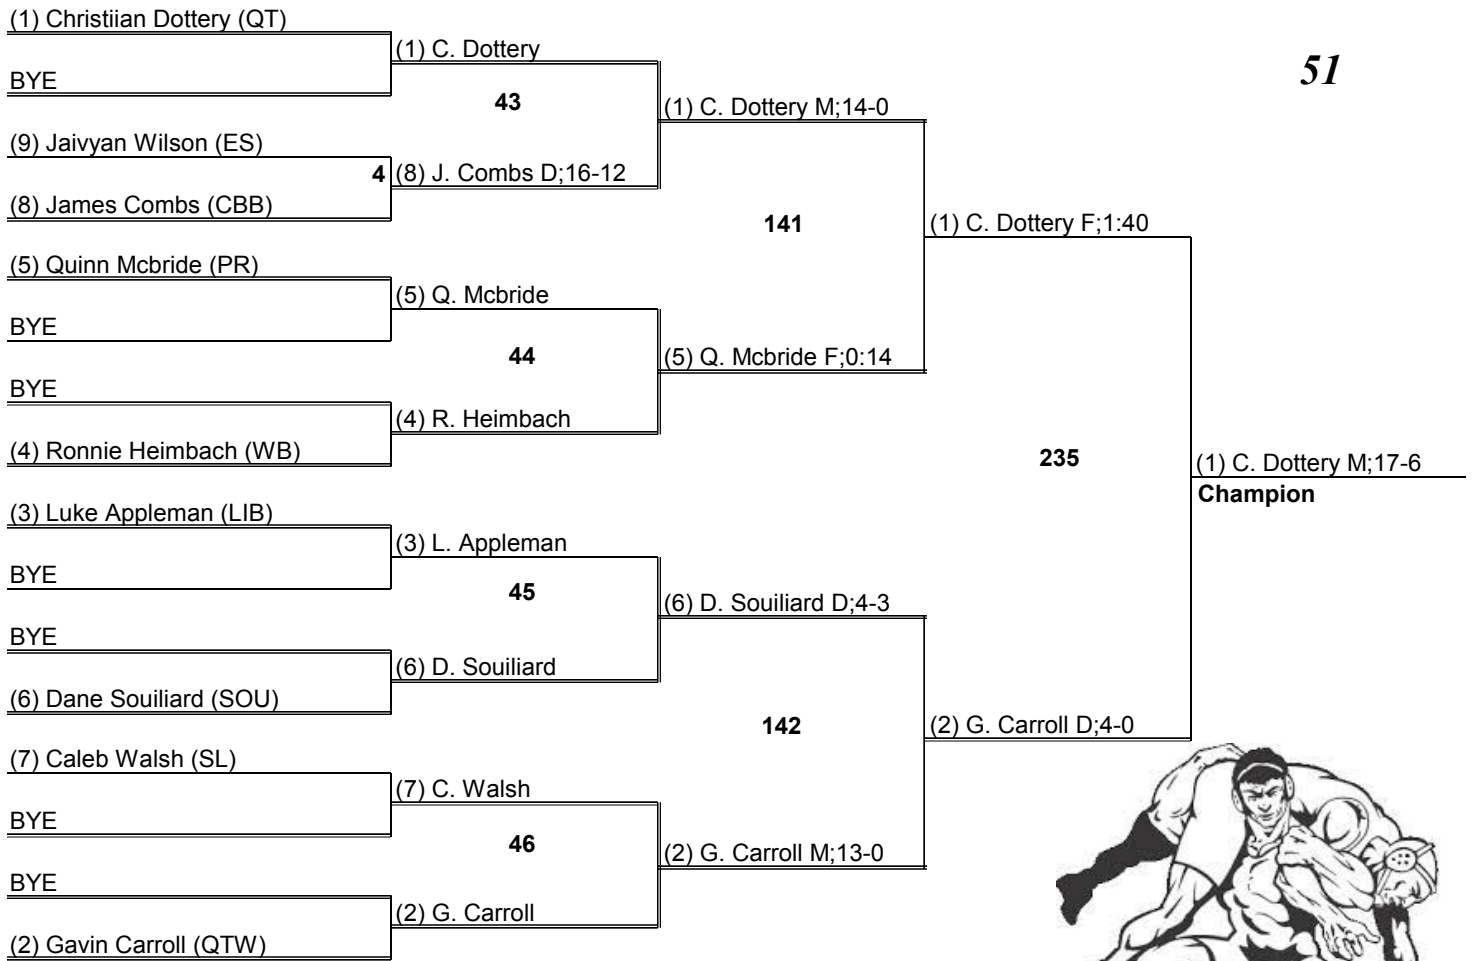 (1) Christiian Dottery (QT)
BYE
(9) Jaivyan Wilson (ES)
(8) James Combs (CBB)
(5) Quinn Mcbride (PR)
BYE
BYE
(4) Ronnie Heimbach (WB)
(3) Luke Appleman (LIB)
BYE
BYE
(6) Dane Souiliard (SOU)
(7) Caleb Walsh (SL)
BYE
BYE
(2) Gavin Carroll (QTW)
(1) C. Dottery
43
4 (8) J. Combs D;16-12
(5) Q. Mcbride
44
(4) R. Heimbach
(3) L. Appleman
45
(6) D. Souiliard
(7) C. Walsh
46
(2) G. Carroll
(1) C. Dottery M;14-0
141
(5) Q. Mcbride F;0:14
(6) D. Souiliard D;4-3
142
(2) G. Carroll M;13-0
(1) C. Dottery F;1:40
235
(2) G. Carroll D;4-0
51
(1) C. Dottery M;17-6
Champion